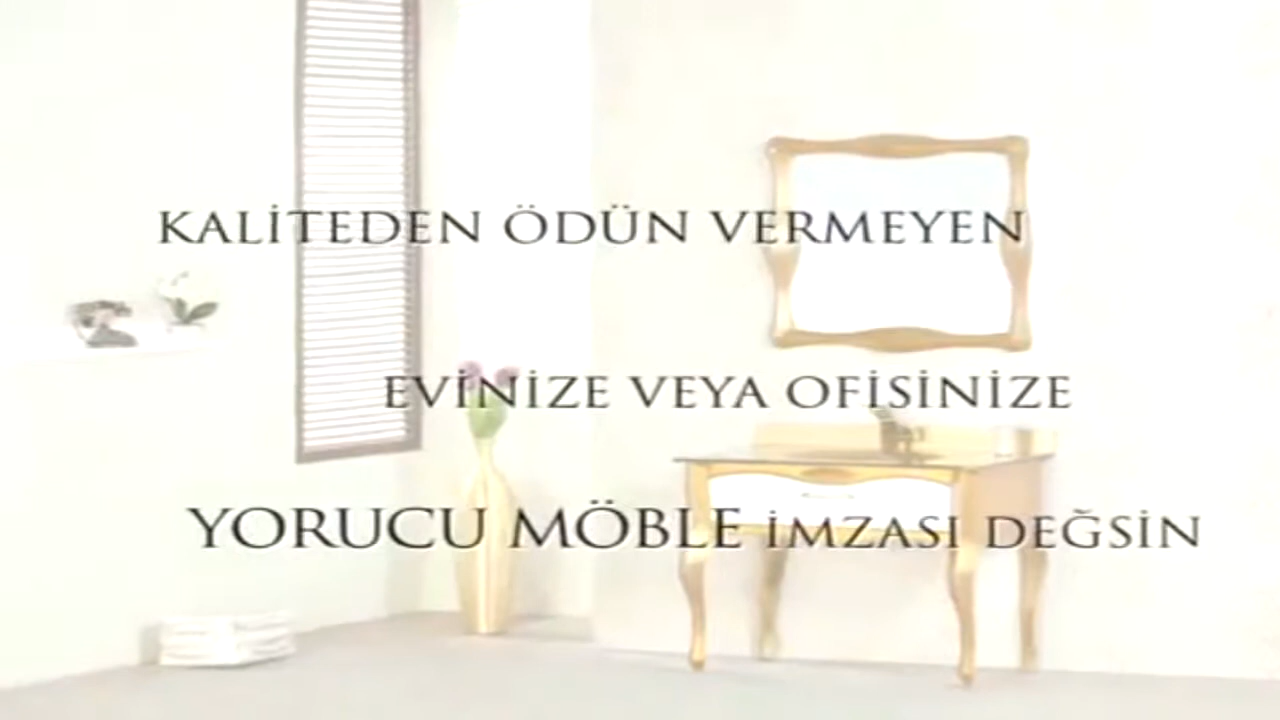 KALİTEDEN ÖDÜN VERMEYEN
EVİNİZE VEYA OFİSİNİZE
YORUCU MÖBLE İMZASI DEĞSİN